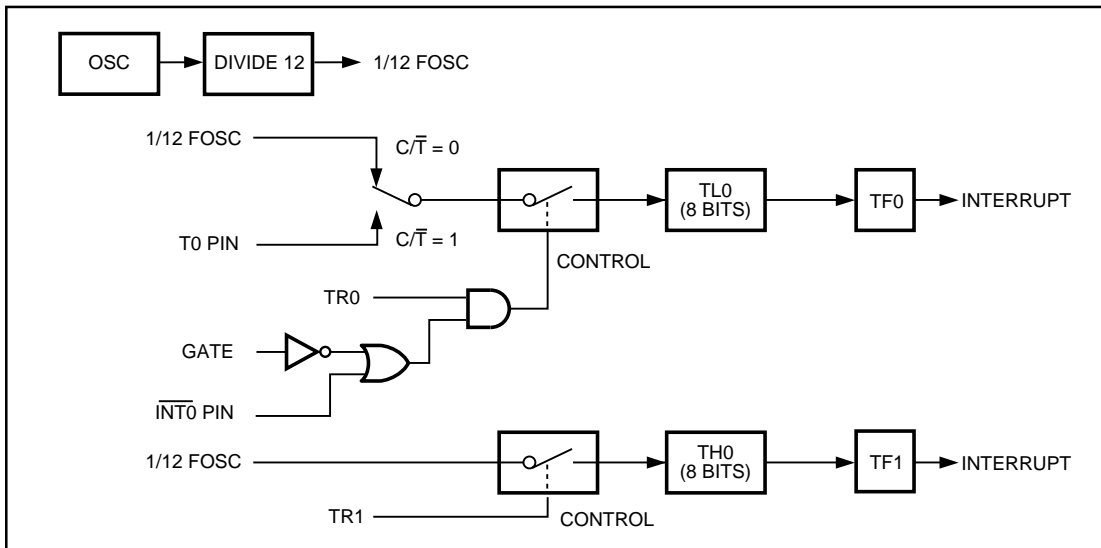 OSC
DIVIDE 12
1/12 FOSC
1/12 FOSC
C/T̅ = 0
TL0
(8 BITS)
TF0
INTERRUPT
T0 PIN
C/T̅ = 1
CONTROL
TR0
GATE
I̅N̅T̅0̅ PIN
1/12 FOSC
TH0
(8 BITS)
TF1
INTERRUPT
TR1
CONTROL